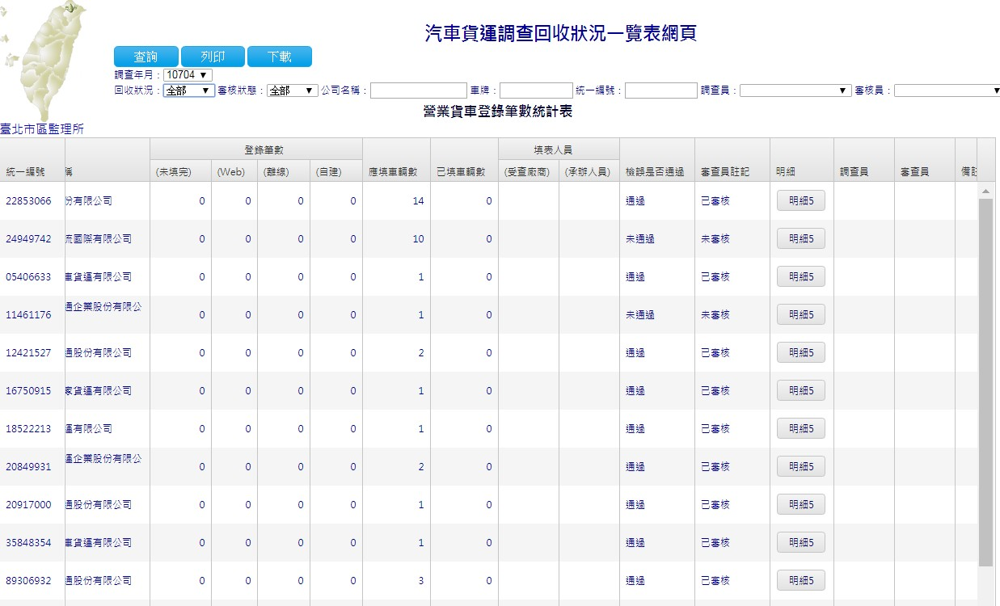 汽車貨運調查回收狀況一覽表網頁
查詢 列印 下載
調查年月： 10704
回收狀況： 全部 審核狀態： 全部 公司名稱： 車牌： 統一編號： 調查員： 審核員：
營業貨車登錄筆數統計表
臺北市區監理所
登錄筆數 填表人員
統一編號 稱 (未填完) (Web) (離線) (自建) 應填車輛數 已填車輛數 (受查廠商) (承辦人員) 檢誤是否通過 審查員註記 明細 調查員 審查員 備註
22853066 份有限公司 0 0 0 0 14 0 通過 已審核 明細5
24949742 流國際有限公司 0 0 0 0 10 0 未通過 未審核 明細5
05406633 車貨運有限公司 0 0 0 0 1 0 通過 已審核 明細5
11461176 通企業股份有限公 0 0 0 0 1 0 未通過 未審核 明細5
12421527 通股份有限公司 0 0 0 0 2 0 通過 已審核 明細5
16750915 家貨運有限公司 0 0 0 0 1 0 通過 已審核 明細5
18522213 運有限公司 0 0 0 0 1 0 通過 已審核 明細5
20849931 運企業股份有限公 0 0 0 0 2 0 通過 已審核 明細5
20917000 通股份有限公司 0 0 0 0 1 0 通過 已審核 明細5
35848354 車貨運有限公司 0 0 0 0 1 0 通過 已審核 明細5
89306932 通股份有限公司 0 0 0 0 3 0 通過 已審核 明細5